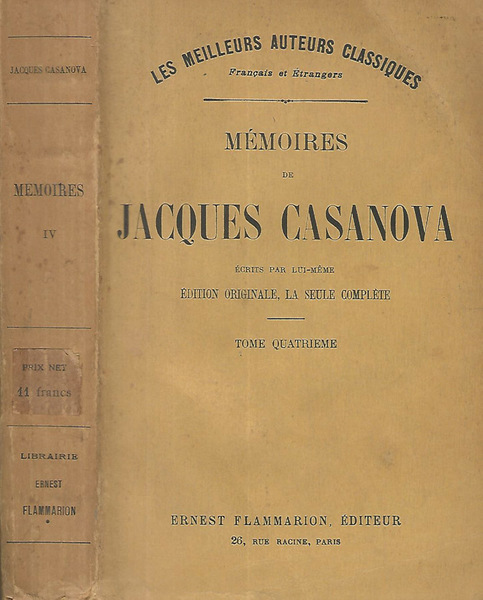 JACQUES CASANOVA
MEMOIRES
IV
PRIX NET
11 francs
LIBRAIRIE
ERNEST
FLAMMARION
LES MEILLEURS AUTEURS CLASSIQUES
Français et Étrangers
MÉMOIRES
DE
JACQUES CASANOVA
ÉCRITS PAR LUI-MÊME
ÉDITION ORIGINALE, LA SEULE COMPLÈTE
TOME QUATRIÈME
ERNEST FLAMMARION, ÉDITEUR
26, RUE RACINE, PARIS